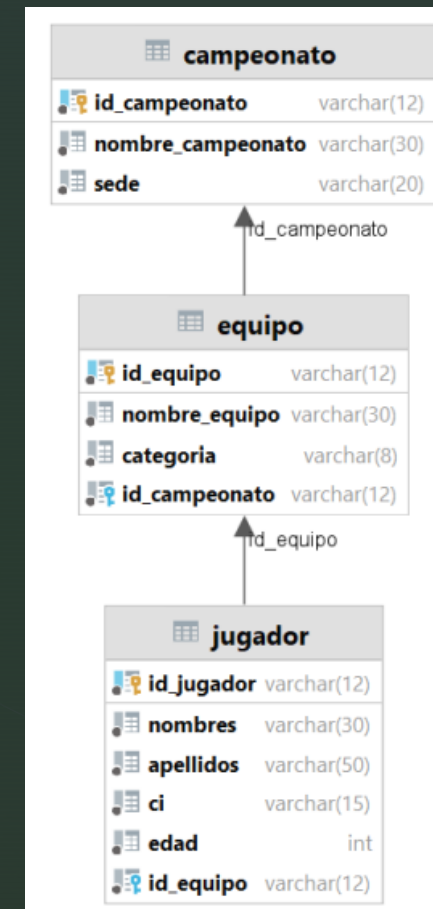 campeonato
id_campeonato varchar(12)
nombre_campeonato varchar(30)
sede varchar(20)
id_campeonato
equipo
id_equipo varchar(12)
nombre_equipo varchar(30)
categoria varchar(8)
id_campeonato varchar(12)
id_equipo
jugador
id_jugador varchar(12)
nombres varchar(30)
apellidos varchar(50)
ci varchar(15)
edad int
id_equipo varchar(12)